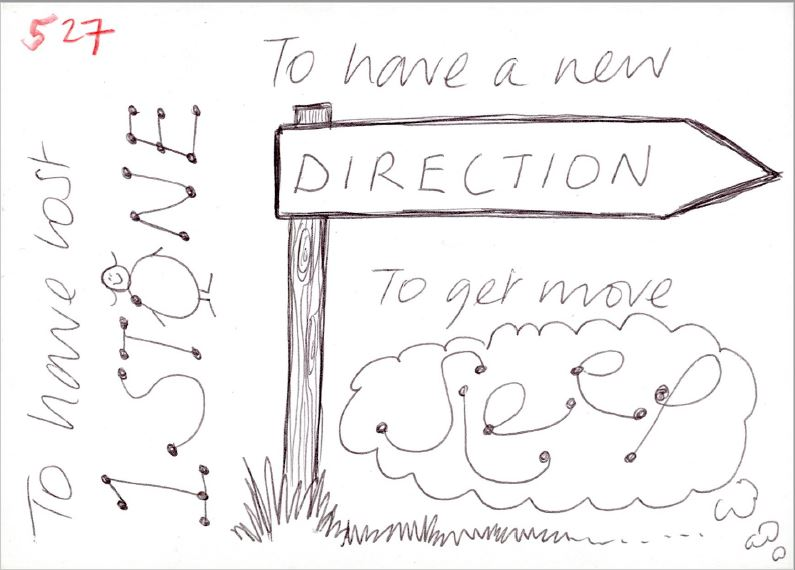 527
To have lost
1 STONE
To have a new
DIRECTION
To get more
sleep